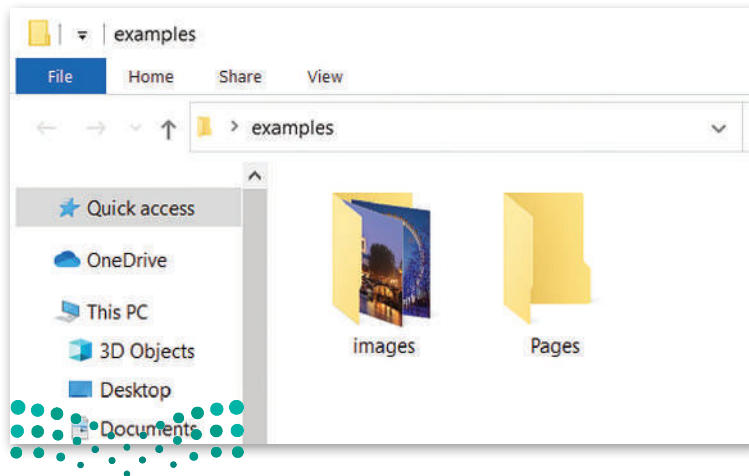 examples
File Home Share View
examples
Quick access
OneDrive
This PC
3D Objects
Desktop
Documents
images Pages